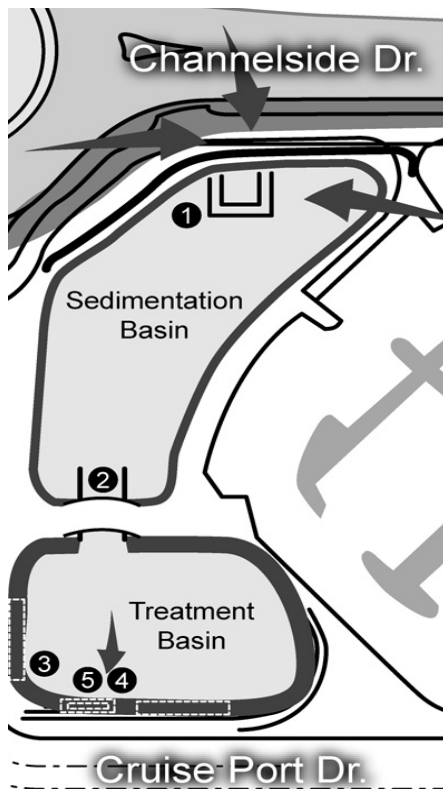 Channelside Dr.
1
Sedimentation
Basin
2
Treatment
Basin
3
5 4
Cruise Port Dr.